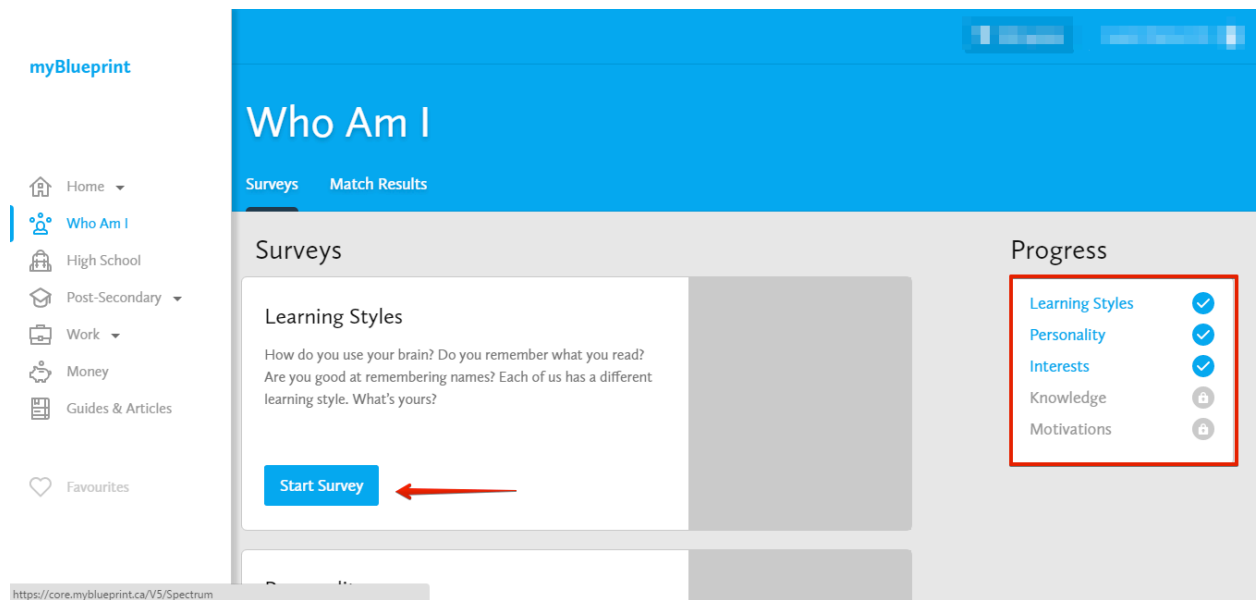 myBlueprint
Who Am I
Surveys
Match Results
Home
Who Am I
High School
Post-Secondary
Work
Money
Guides & Articles
Favourites
Surveys
Learning Styles
How do you use your brain? Do you remember what you read?
Are you good at remembering names? Each of us has a different
learning style. What's yours?
Start Survey
Progress
Learning Styles
Personality
Interests
Knowledge
Motivations
https://core.myblueprint.ca/V5/Spectrum